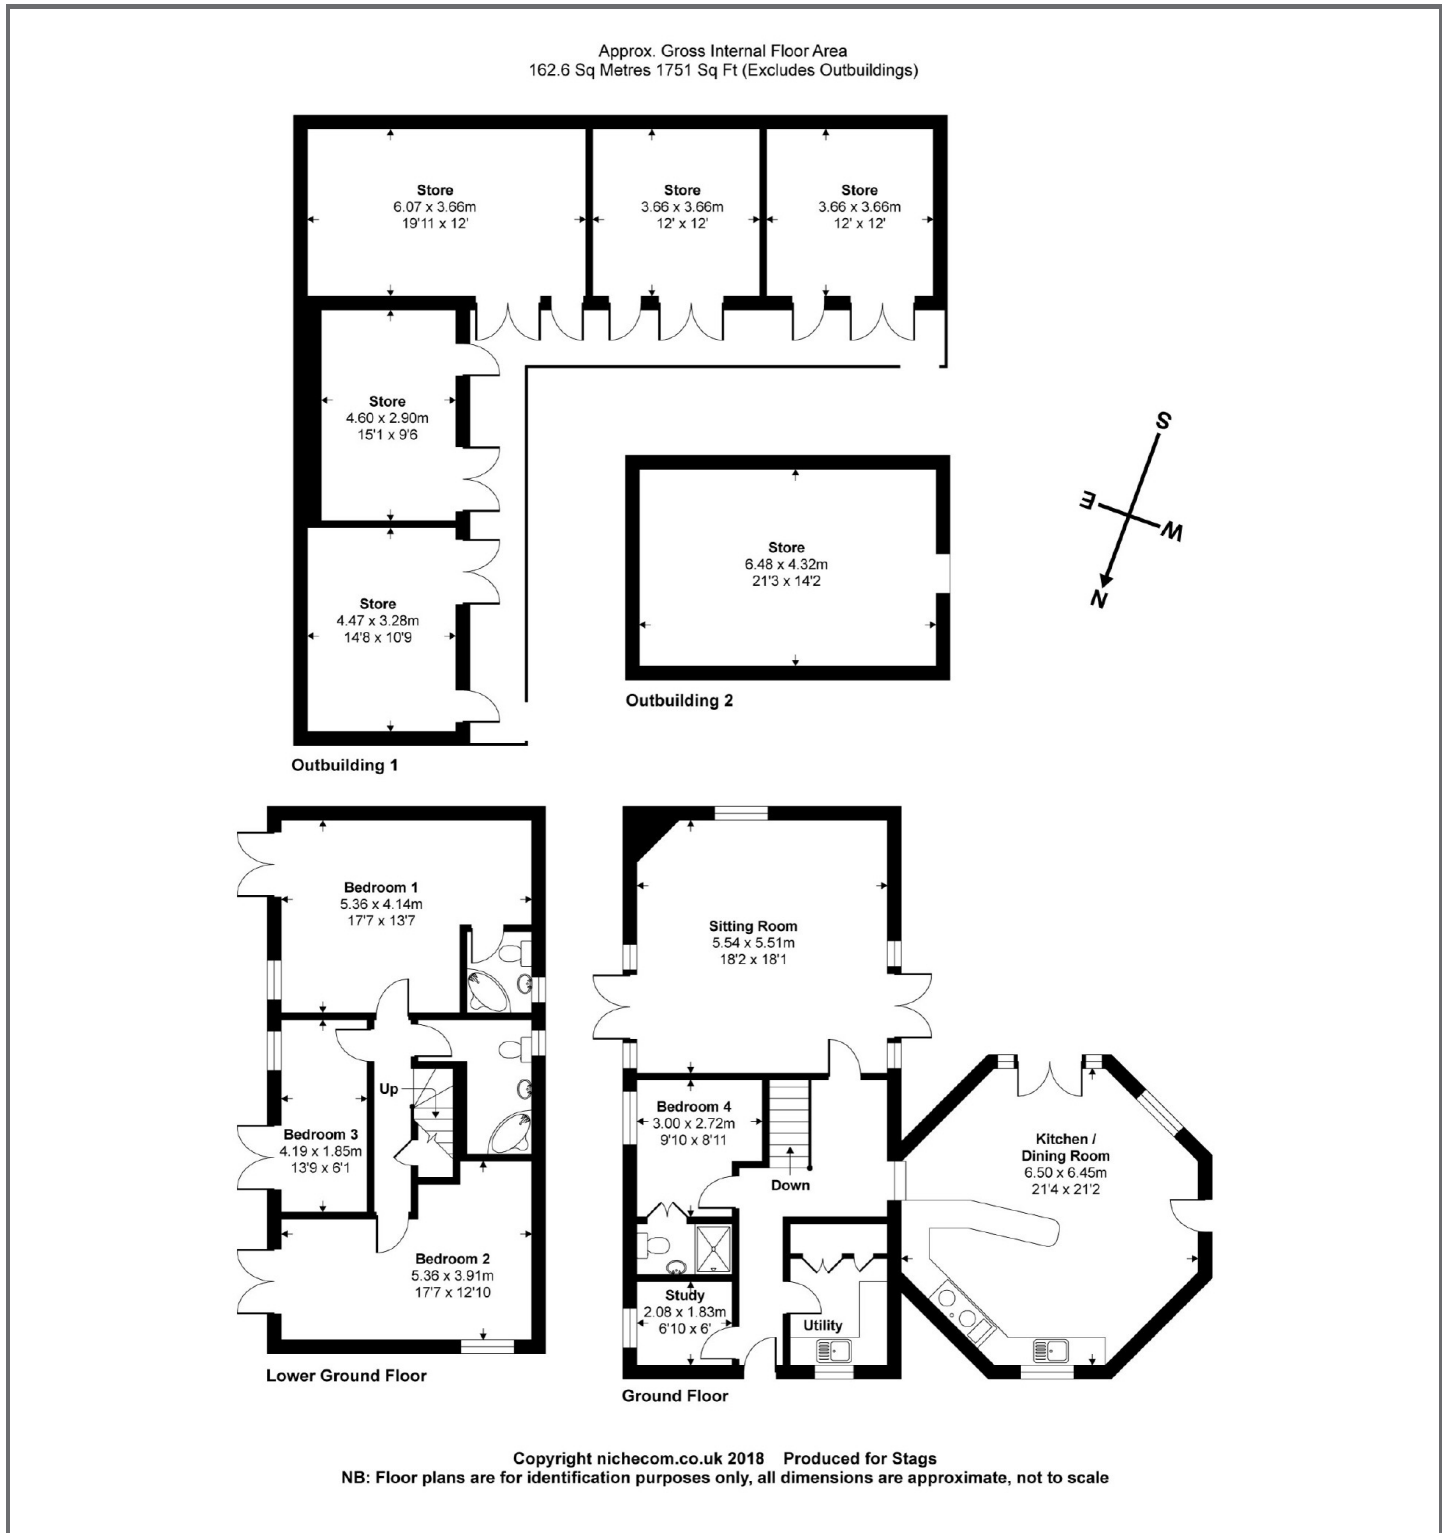 Approx. Gross Internal Floor Area
162.6 Sq Metres 1751 Sq Ft (Excludes Outbuildings)
Store
6.07 x 3.66m
19'11 x 12'
Store
3.66 x 3.66m
12' x 12'
Store
3.66 x 3.66m
12' x 12'
Store
4.60 x 2.90m
15'1 x 9'6
Store
4.47 x 3.28m
14'8 x 10'9
Outbuilding 1
Store
6.48 x 4.32m
21'3 x 14'2
Outbuilding 2
S
E
W
N
Bedroom 1
5.36 x 4.14m
17'7 x 13'7
Up
Bedroom 3
4.19 x 1.85m
13'9 x 6'1
Bedroom 2
5.36 x 3.91m
17'7 x 12'10
Lower Ground Floor
Sitting Room
5.54 x 5.51m
18'2 x 18'1
Bedroom 4
3.00 x 2.72m
9'10 x 8'11
Down
Study
2.08 x 1.83m
6'10 x 6'
Utility
Kitchen /
Dining Room
6.50 x 6.45m
21'4 x 21'2
Ground Floor
Copyright nichecom.co.uk 2018 Produced for Stags
NB: Floor plans are for identification purposes only, all dimensions are approximate, not to scale